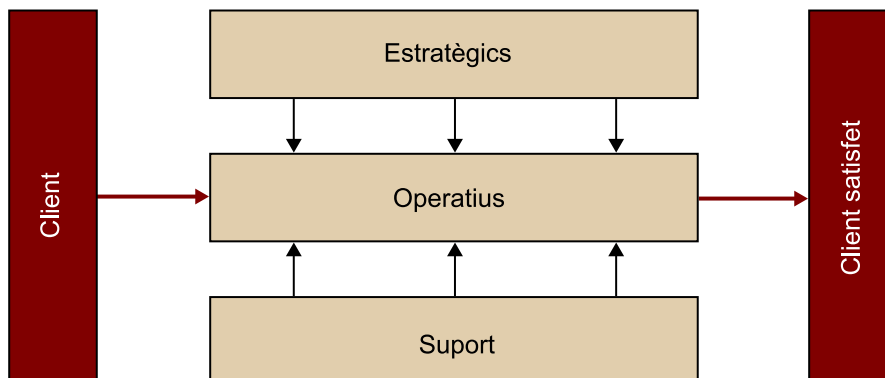 Client
Estratègics
Operatius
Suport
Client satisfet